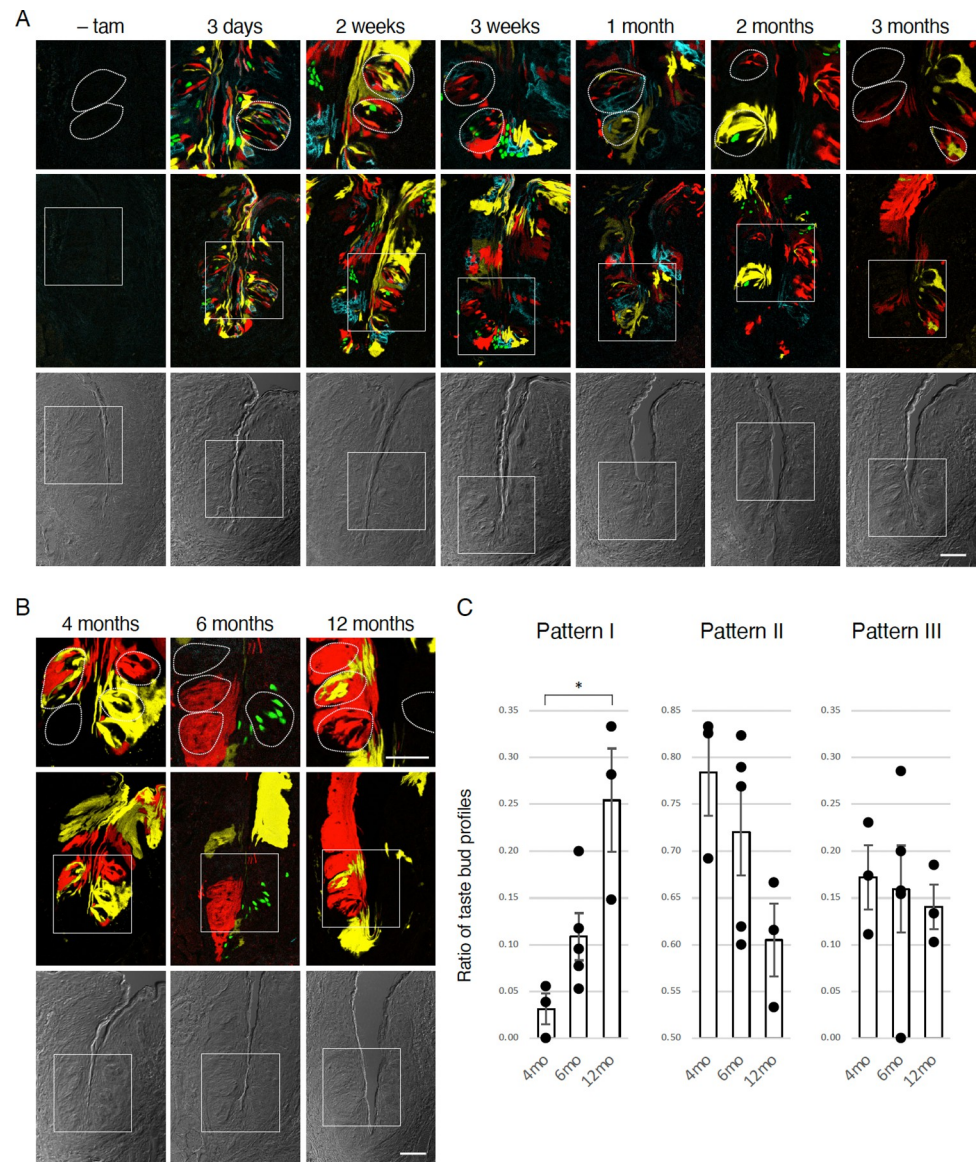 A
– tam
3 days
2 weeks
3 weeks
1 month
2 months
3 months
B
4 months
6 months
12 months
C
Pattern I
Pattern II
Pattern III
*
Ratio of taste bud profiles
0.35
0.30
0.25
0.20
0.15
0.10
0.05
0.00
4mo
6mo
12mo
0.85
0.80
0.75
0.70
0.65
0.60
0.55
0.50
4mo
6mo
12mo
0.35
0.30
0.25
0.20
0.15
0.10
0.05
0.00
4mo
6mo
12mo